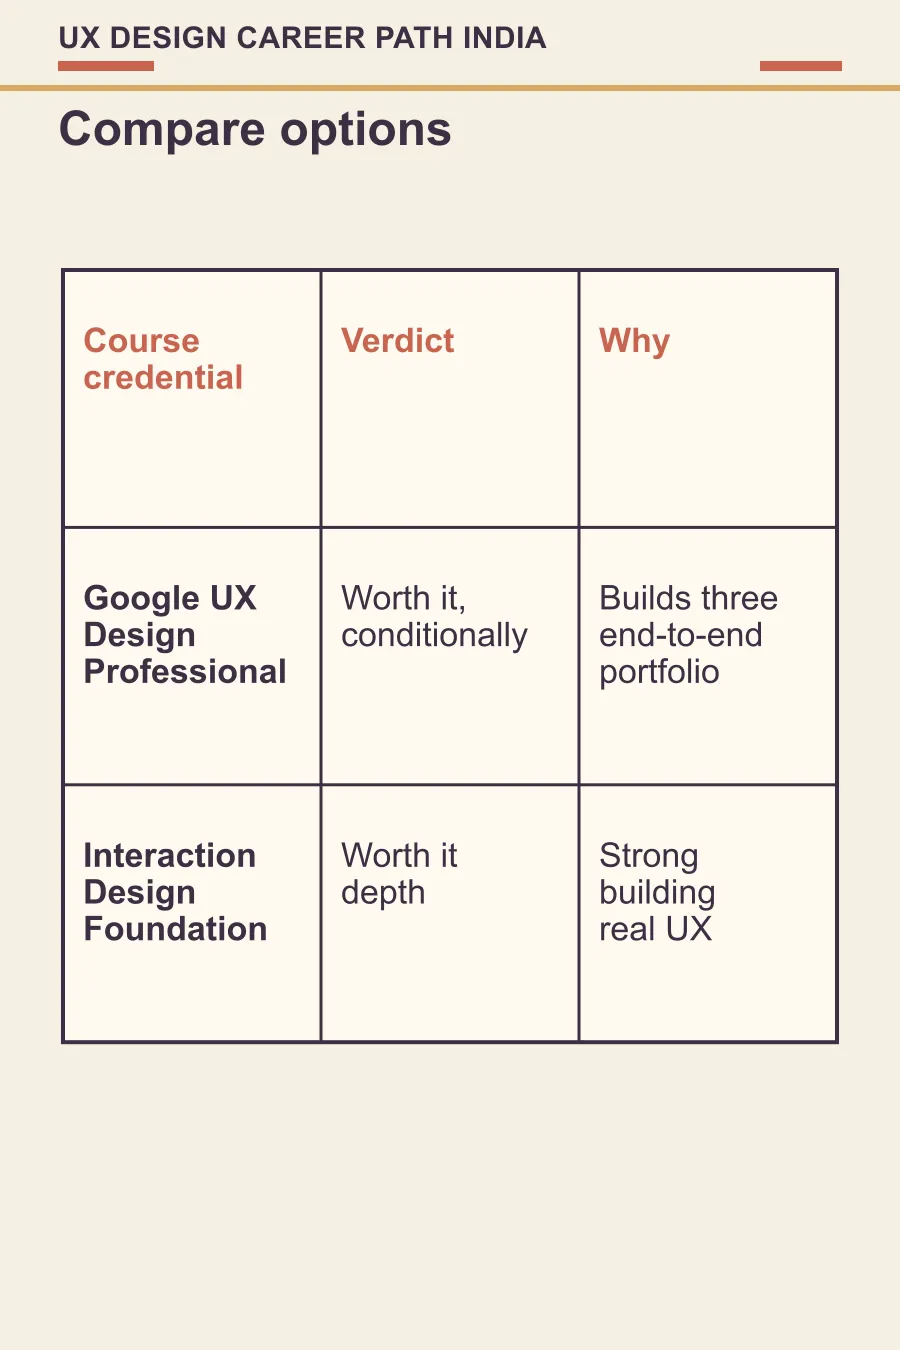 UX DESIGN CAREER PATH INDIA
Compare options
Course
credential
Verdict
Why
Google UX
Design
Professional
Worth it,
conditionally
Builds three
end-to-end
portfolio
Interaction
Design
Foundation
Worth it
depth
Strong
building
real UX